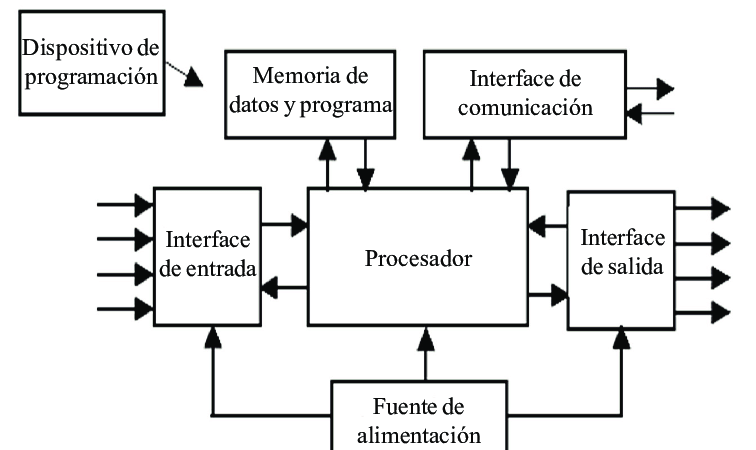 Dispositivo de
programación
Memoria de
datos y programa
Interface de
comunicación
Interface
de entrada
Procesador
Interface
de salida
Fuente de
alimentación